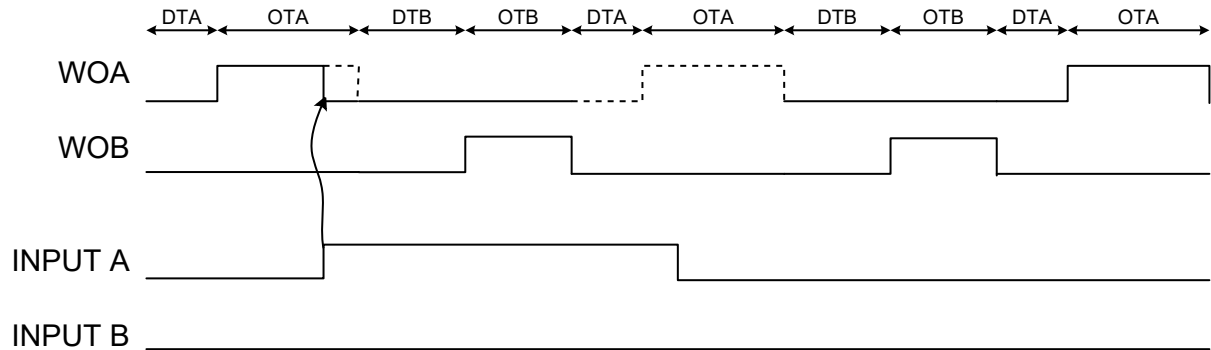 DTA OTA DTB OTB DTA OTA DTB OTB DTA OTA
WOA
WOB
INPUT A
INPUT B